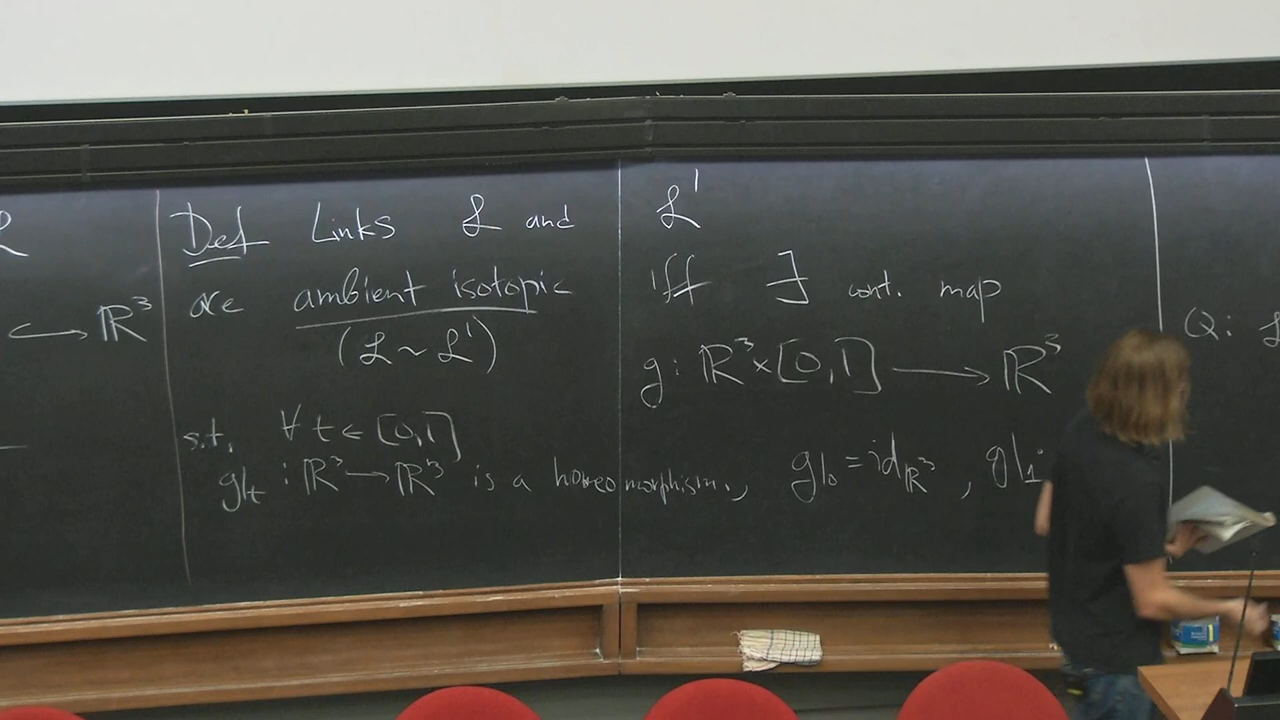 ℒ
↪ ℝ³
Def Links ℒ and ℒ'
are ambient isotopic iff ∃ cont. map
(ℒ ~ ℒ')
g: ℝ³×[0,1] ⟶ ℝ³
s.t. ∀ t ∈ [0,1]
g|ₜ : ℝ³ → ℝ³ is a homeomorphism., g|₀ = id_ℝ³ , g|₁:
Q: ℒ